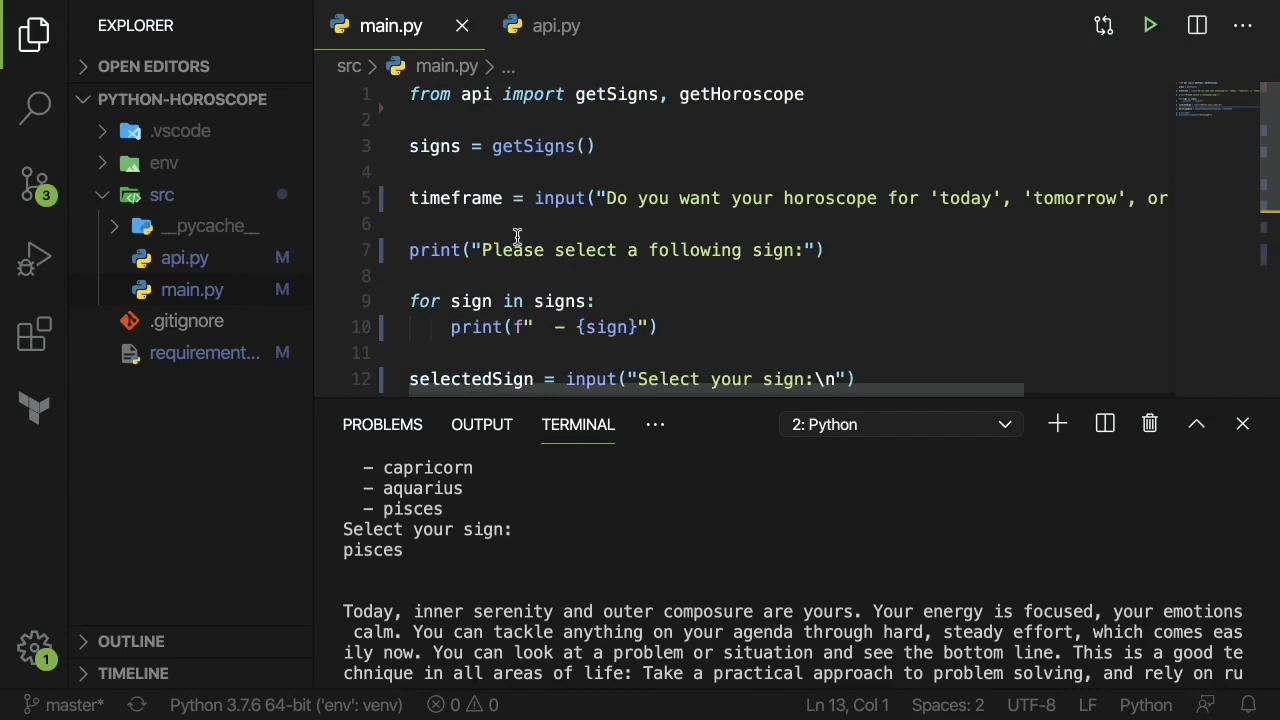 EXPLORER
OPEN EDITORS
PYTHON-HOROSCOPE
.vscode
env
src
__pycache__
api.py M
main.py M
.gitignore
requirement... M
OUTLINE
TIMELINE
3
1
main.py
api.py
src > main.py > ...
1 from api import getSigns, getHoroscope
2
3 signs = getSigns()
4
5 timeframe = input("Do you want your horoscope for 'today', 'tomorrow', or
6
7 print("Please select a following sign:")
8
9 for sign in signs:
10 print(f"  - {sign}")
11
12 selectedSign = input("Select your sign:\n")
PROBLEMS OUTPUT TERMINAL ... 2: Python
- capricorn
- aquarius
- pisces
Select your sign:
pisces
Today, inner serenity and outer composure are yours. Your energy is focused, your emotions
calm. You can tackle anything on your agenda through hard, steady effort, which comes eas
ily now. You can look at a problem or situation and see the bottom line. This is a good te
chnique in all areas of life: Take a practical approach to problem solving, and rely on ru
master* Python 3.7.6 64-bit ('env': venv) 0 0 Ln 13, Col 1 Spaces: 2 UTF-8 LF Python